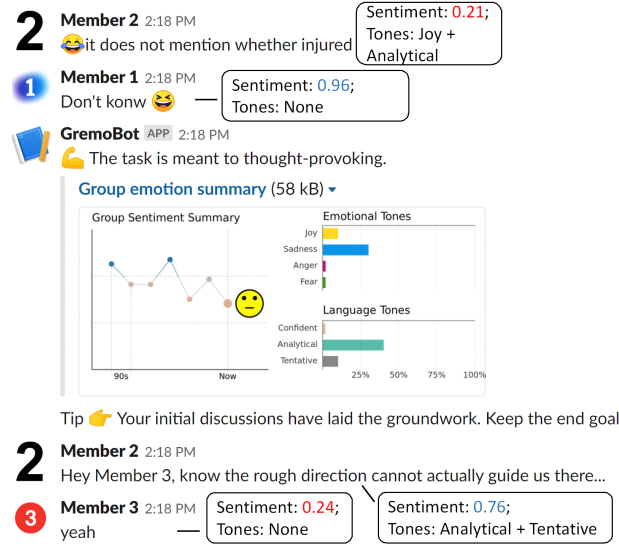 2
Member 2 2:18 PM
😂it does not mention whether injured
Sentiment: 0.21;
Tones: Joy +
Analytical
1
Member 1 2:18 PM
Don't konw 😆
Sentiment: 0.96;
Tones: None
GremoBot APP 2:18 PM
💪 The task is meant to thought-provoking.
Group emotion summary (58 kB)
Group Sentiment Summary
90s
Now
Emotional Tones
Joy
Sadness
Anger
Fear
Language Tones
Confident
Analytical
Tentative
25% 50% 75% 100%
Tip 👉 Your initial discussions have laid the groundwork. Keep the end goal
2
Member 2 2:18 PM
Hey Member 3, know the rough direction cannot actually guide us there...
3
Member 3 2:18 PM
yeah
Sentiment: 0.24;
Tones: None
Sentiment: 0.76;
Tones: Analytical + Tentative